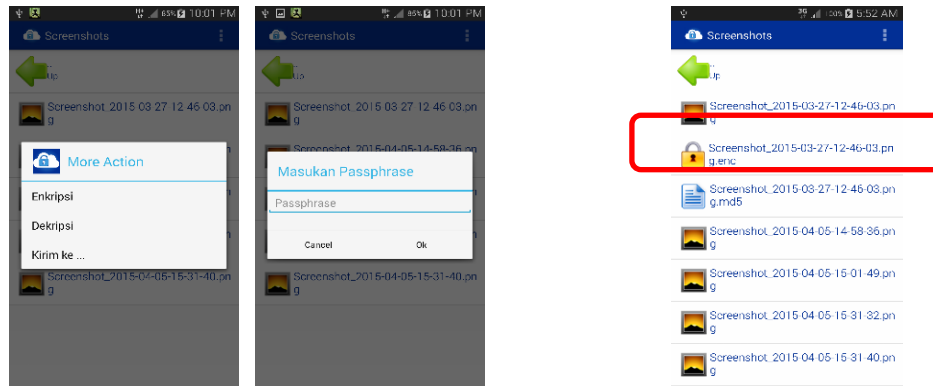 65% 10:01 PM
Screenshots
Up
Screenshot_2015-03-27-12-46-03.pn
g
More Action
Enkripsi
Dekripsi
Kirim ke ...
Screenshot_2015-04-05-15-31-40.pn
g
85% 10:01 PM
Screenshots
Up
Screenshot_2015-03-27-12-46-03.pn
g
Screenshot_2015-04-05-14-58-36.pn
Masukan Passphrase
Passphrase
Cancel
Ok
Screenshot_2015-04-05-15-31-40.pn
g
3G 100% 5:52 AM
Screenshots
..
Up
Screenshot_2015-03-27-12-46-03.pn
g
Screenshot_2015-03-27-12-46-03.pn
g.enc
Screenshot_2015-03-27-12-46-03.pn
g.md5
Screenshot_2015-04-05-14-58-36.pn
g
Screenshot_2015-04-05-15-01-49.pn
g
Screenshot_2015-04-05-15-31-32.pn
g
Screenshot_2015-04-05-15-31-40.pn
g